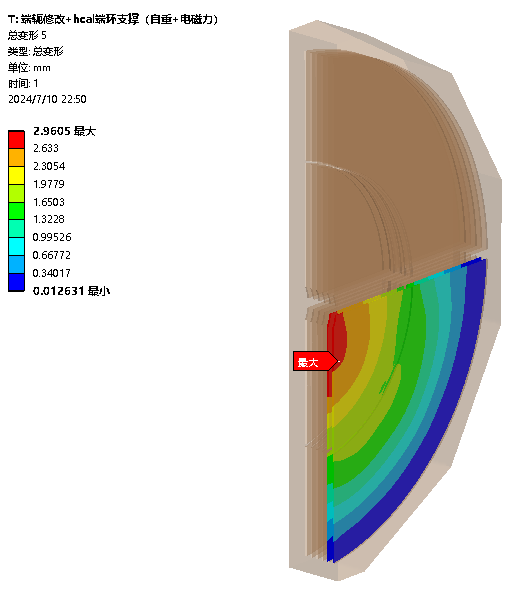 T: 端轭修改+hcal端环支撑（自重+电磁力）
总变形 5
类型: 总变形
单位: mm
时间: 1
2024/7/10 22:50
2.9605 最大
2.633
2.3054
1.9779
1.6503
1.3228
0.99526
0.66772
0.34017
0.012631 最小
最大